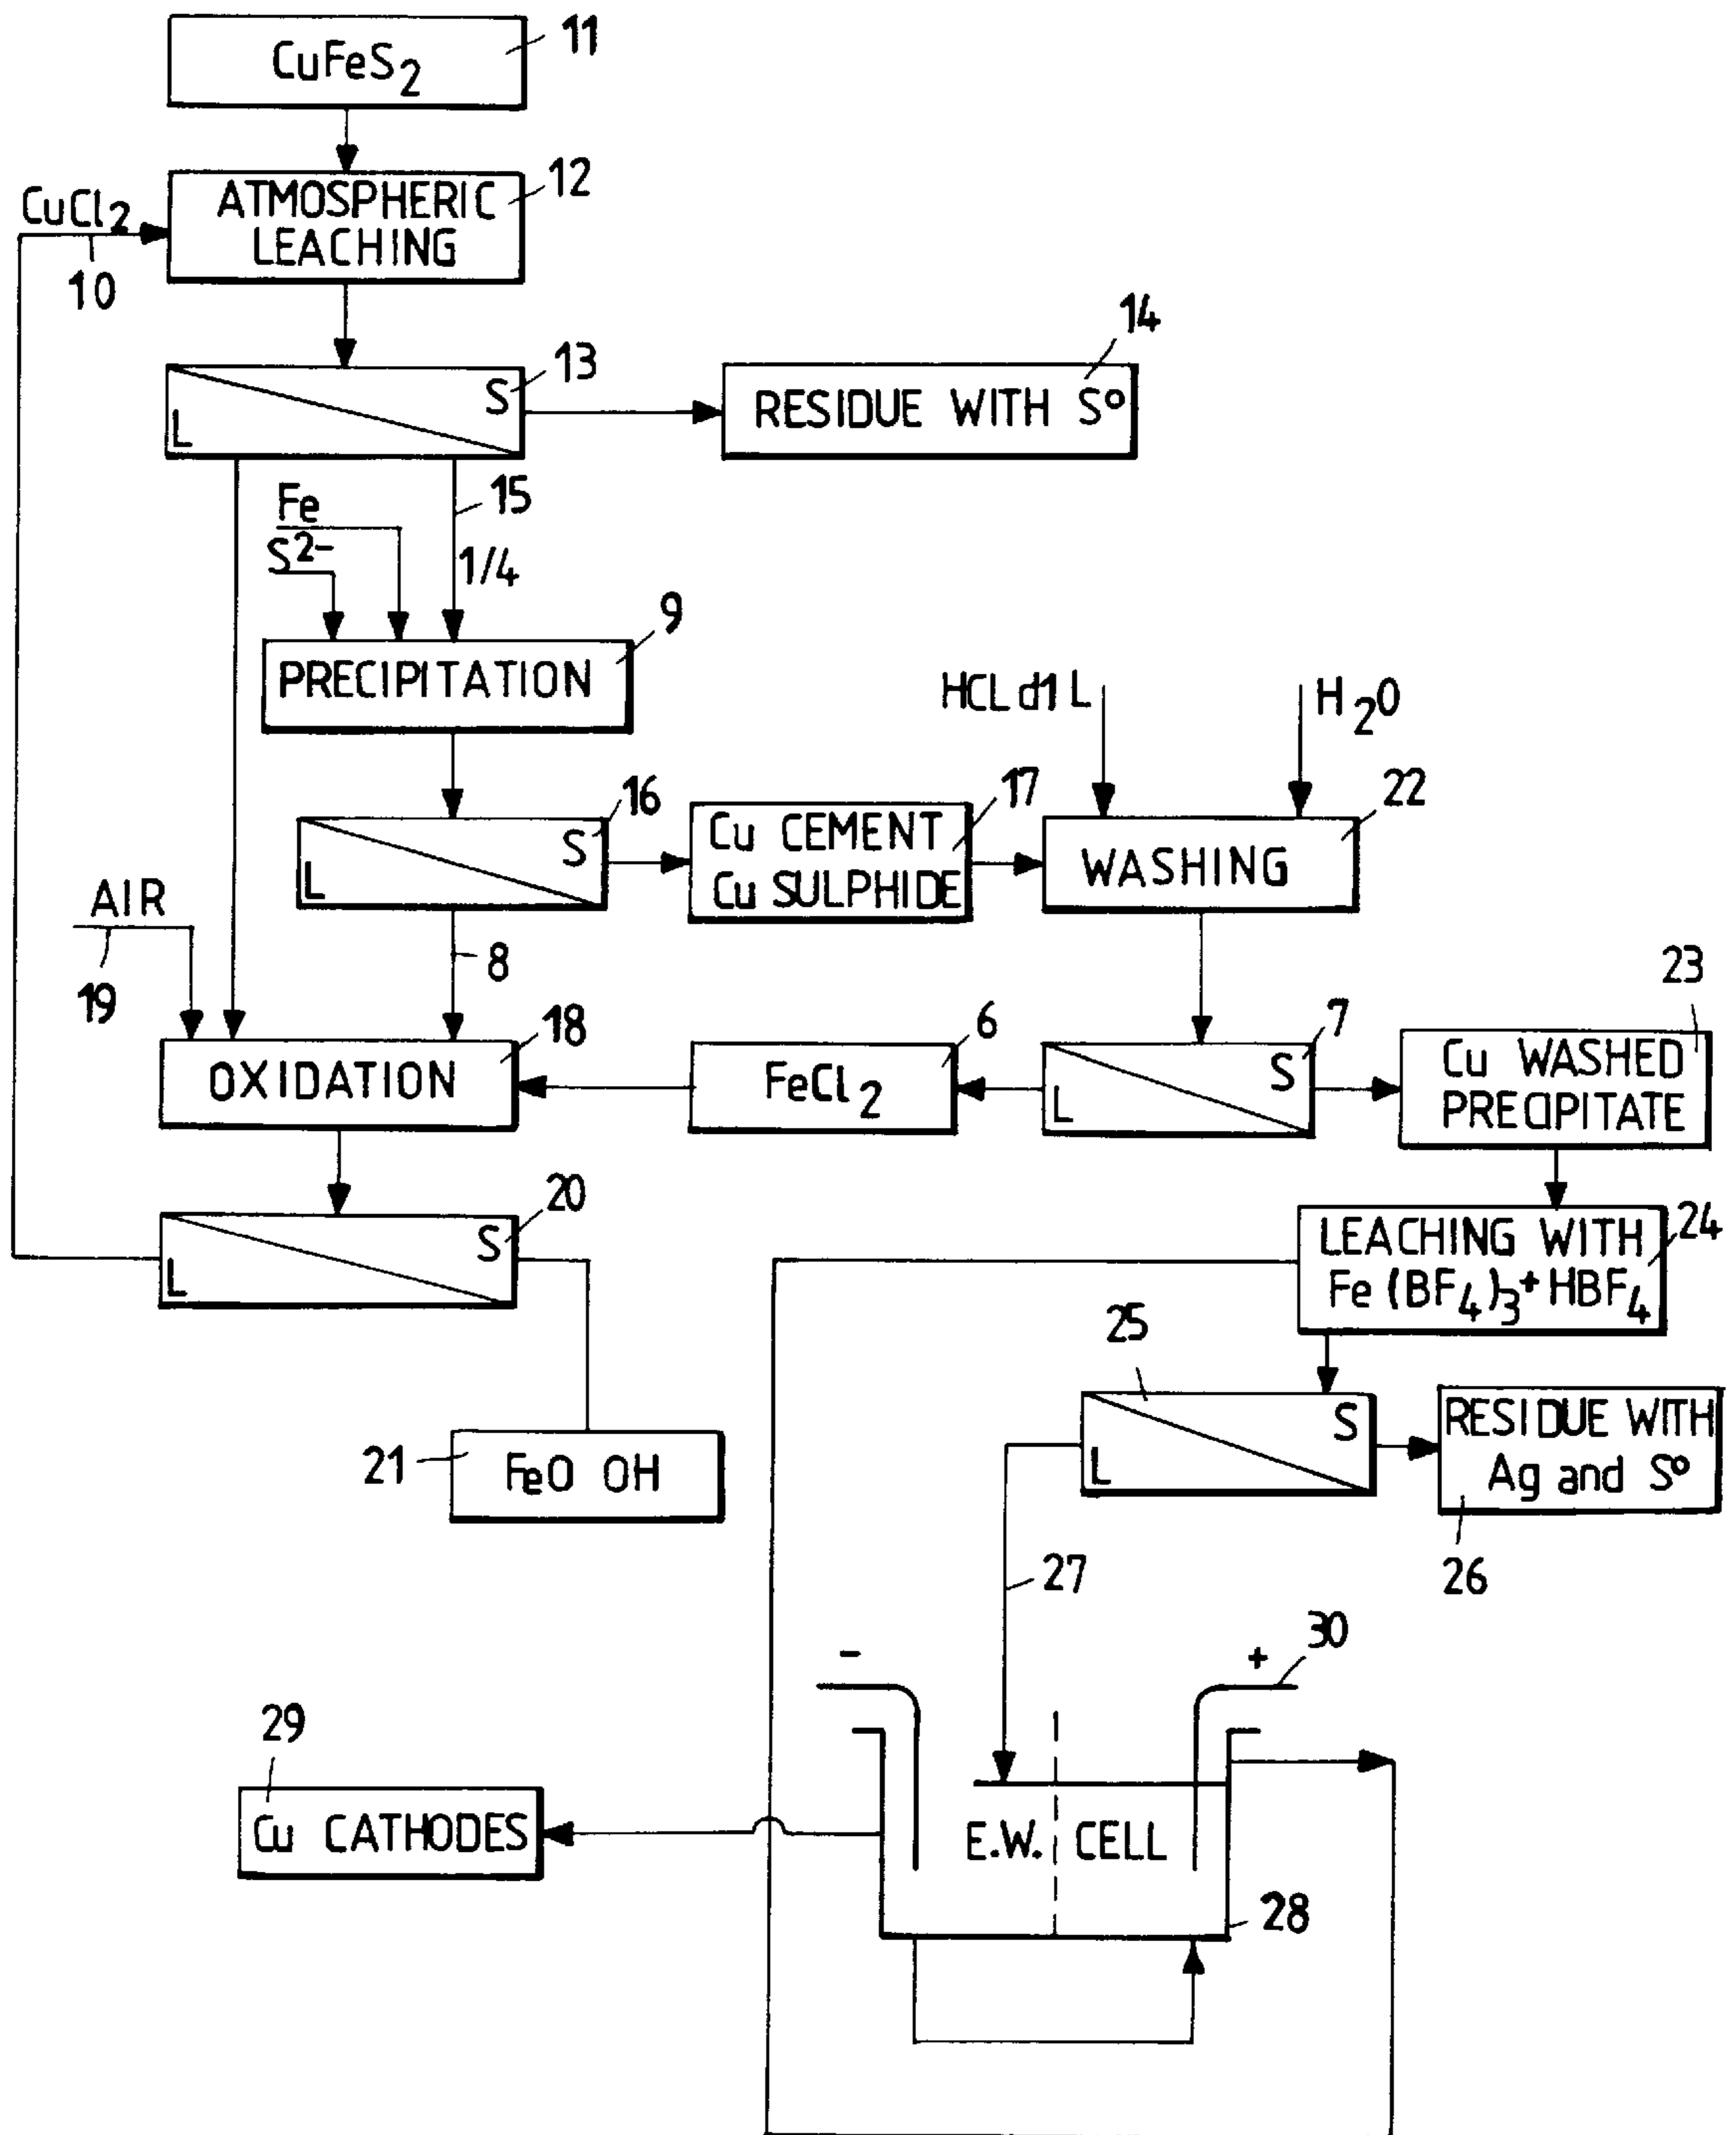 11
CuFeS2
12
CuCl2
ATMOSPHERIC
LEACHING
10
14
13
S
L
RESIDUE WITH S°
15
Fe
S2-
1/4
9
PRECIPITATION
HCL d1 L
H2O
16
17
22
S
L
Cu CEMENT
Cu SULPHIDE
WASHING
AIR
8
23
19
18
6
7
OXIDATION
FeCl2
S
L
Cu WASHED
PRECIPITATE
20
S
L
24
LEACHING WITH
Fe (BF4)3+ HBF4
25
S
L
RESIDUE WITH
Ag and S°
21
FeO OH
27
26
30
-
+
29
Cu CATHODES
E.W. CELL
28